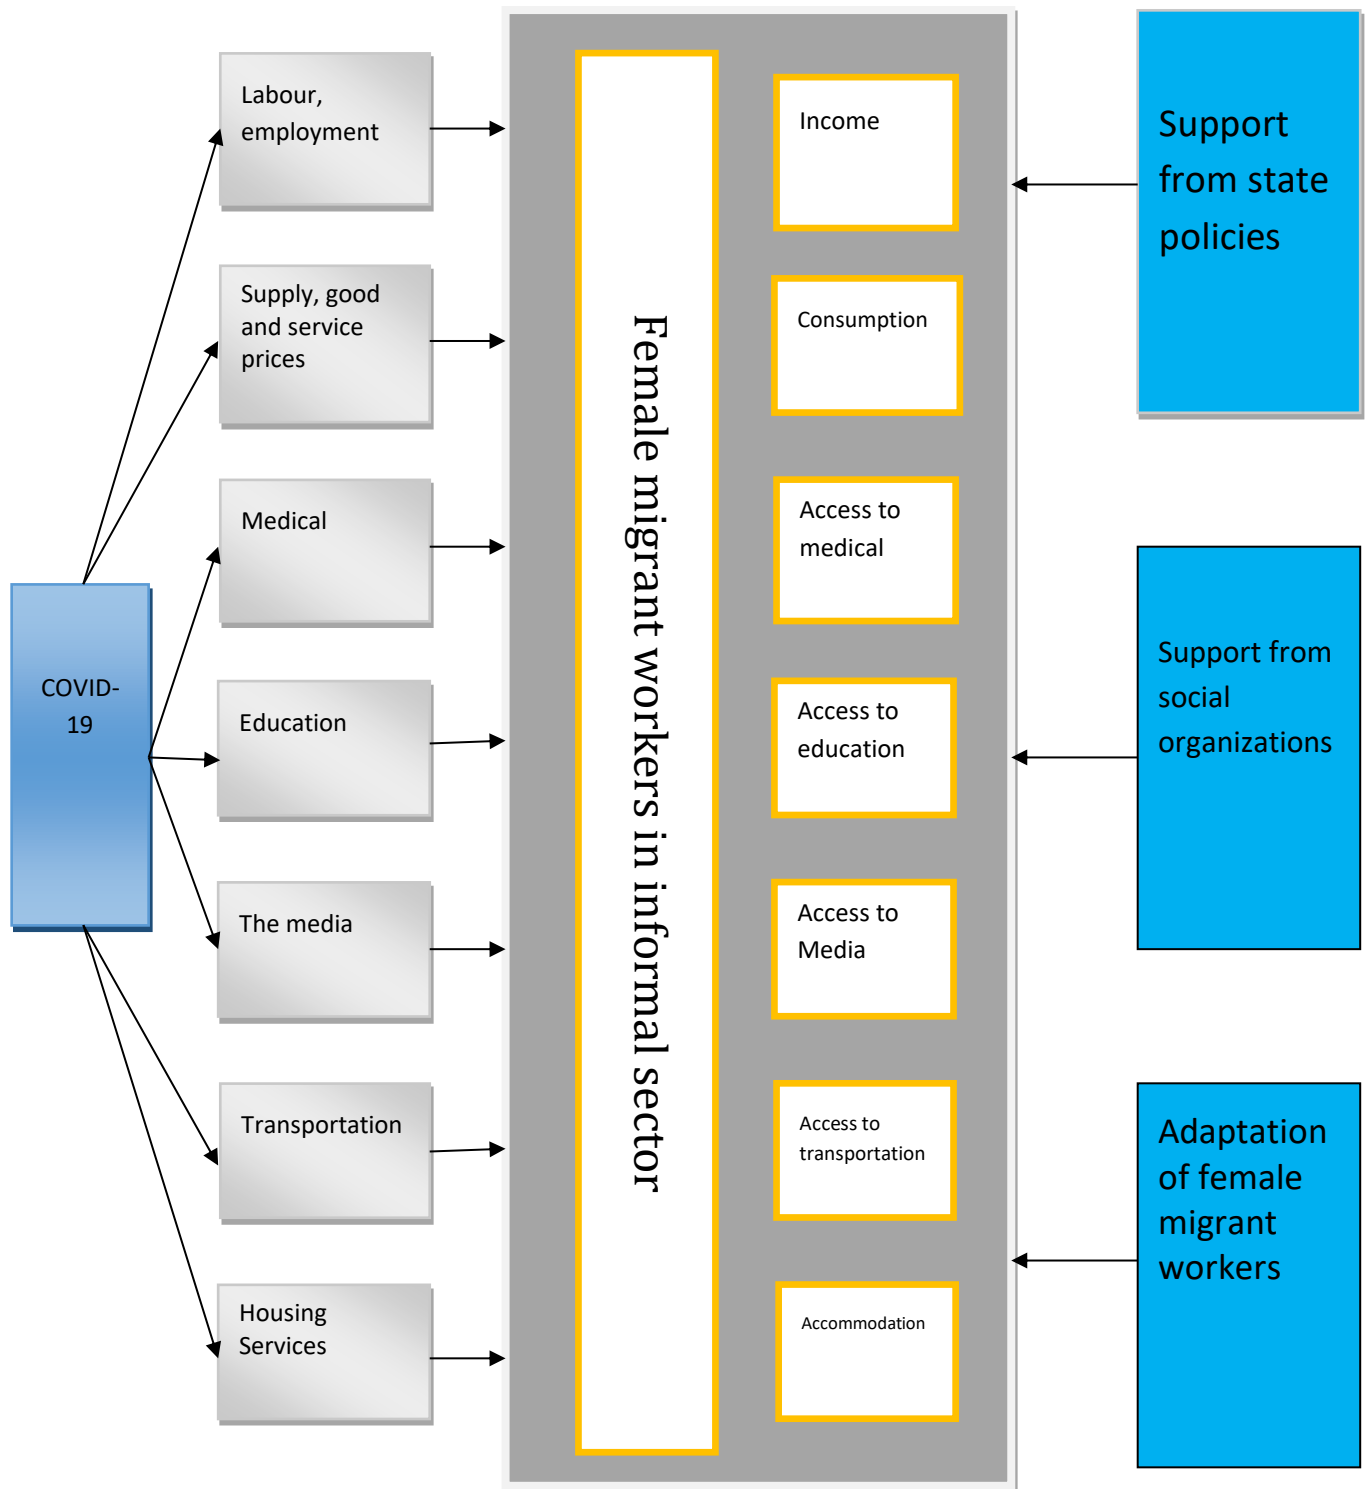 COVID-
19
Labour,
employment
Supply, good
and service
prices
Medical
Education
The media
Transportation
Housing
Services
Female migrant workers in informal sector
Income
Consumption
Access to
medical
Access to
education
Access to
Media
Access to
transportation
Accommodation
Support
from state
policies
Support from
social
organizations
Adaptation
of female
migrant
workers